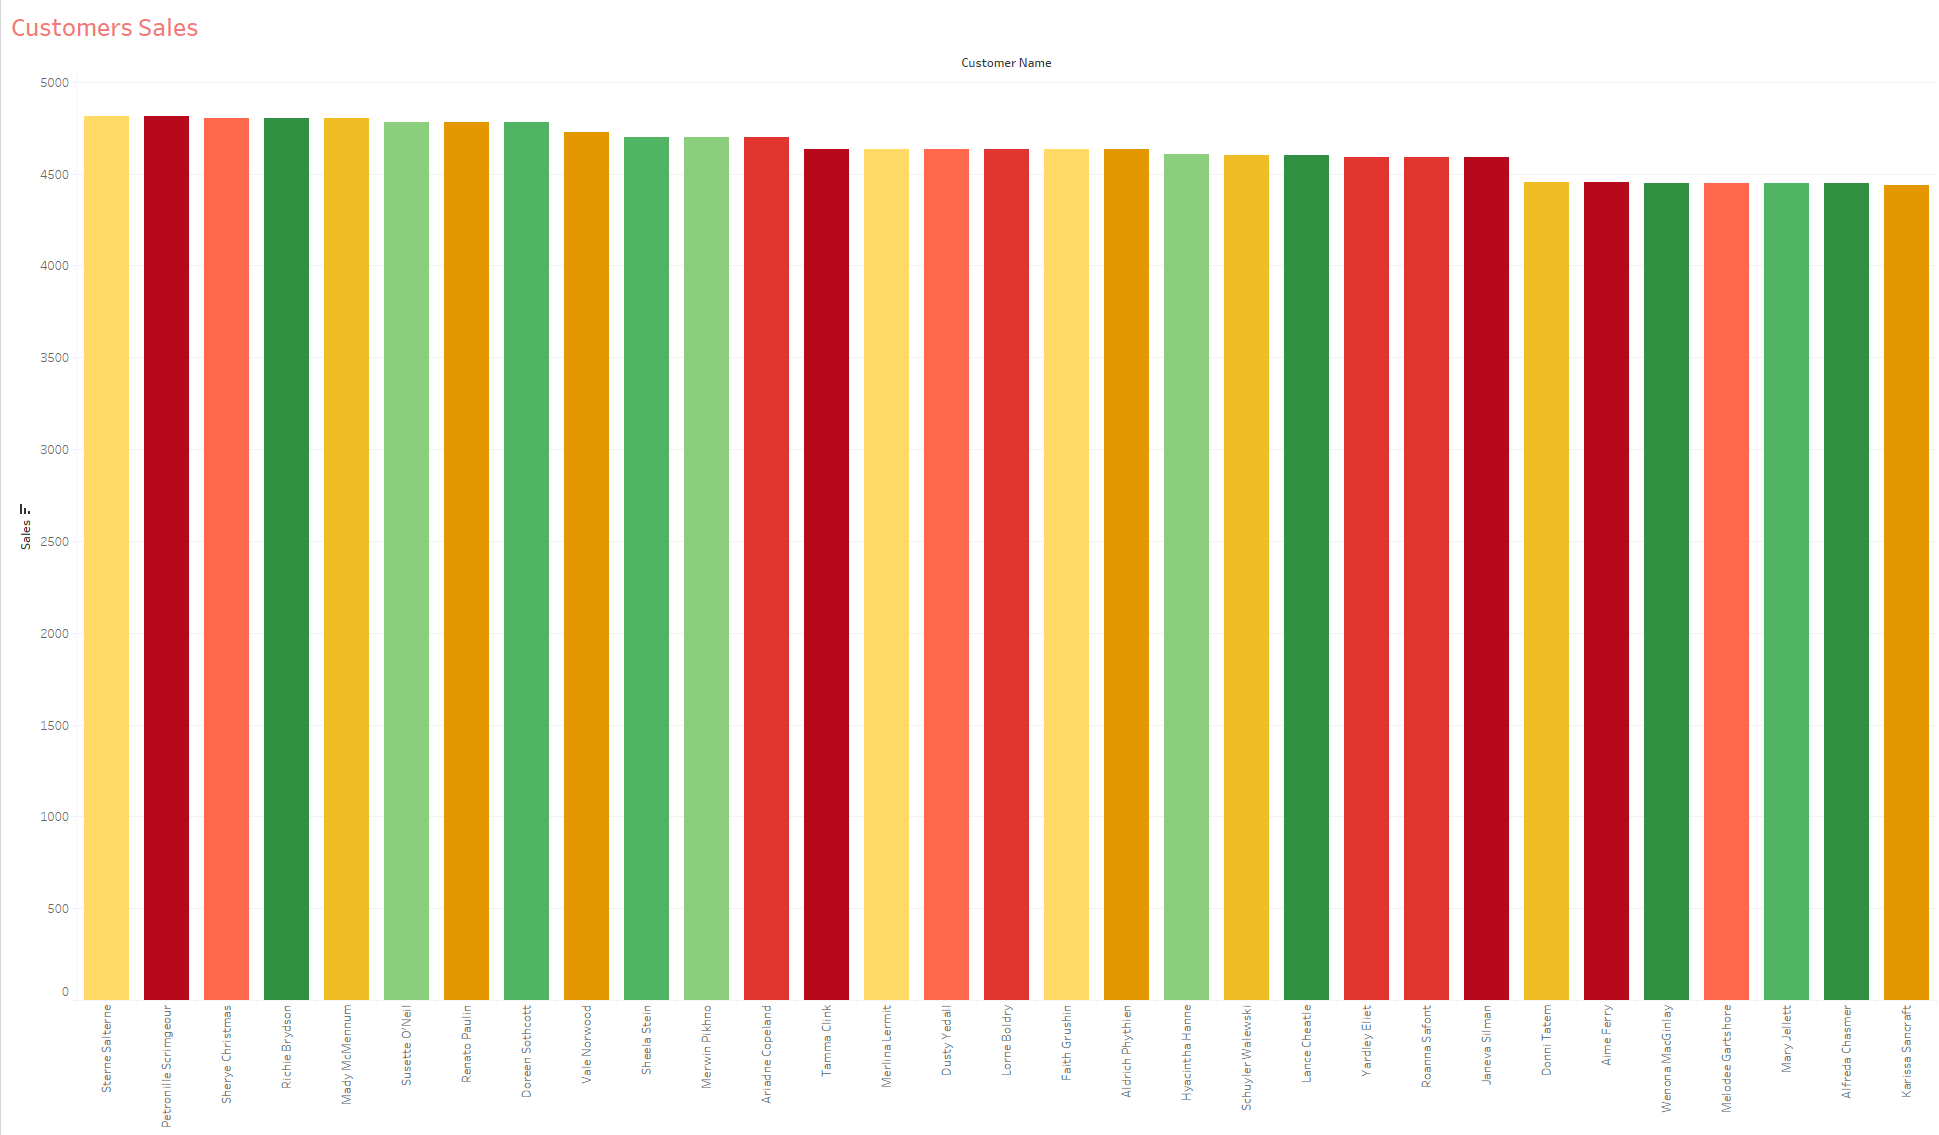 Customers Sales
Customer Name
5000
4500
4000
3500
3000
2500
2000
1500
1000
500
0
Sales
Sterne Salterne
Petronille Scrimgeour
Sherye Christmas
Richie Brydson
Mady McMennum
Susette O'Neil
Renato Paulin
Doreen Sothcott
Vale Norwood
Sheela Stein
Merwin Pikhno
Ariadne Copeland
Tamma Clink
Merlina Lermit
Dusty Yedall
Lorne Boldry
Faith Grushin
Aldrich Phythien
Hyacintha Hanne
Schuyler Walewski
Lance Cheatle
Yardley Eliet
Roanna Safont
Janeva Silman
Donni Tatem
Aime Ferry
Wenona MacGinlay
Melodee Gartshore
Mary Jellett
Alfreda Chasmer
Karissa Sancraft